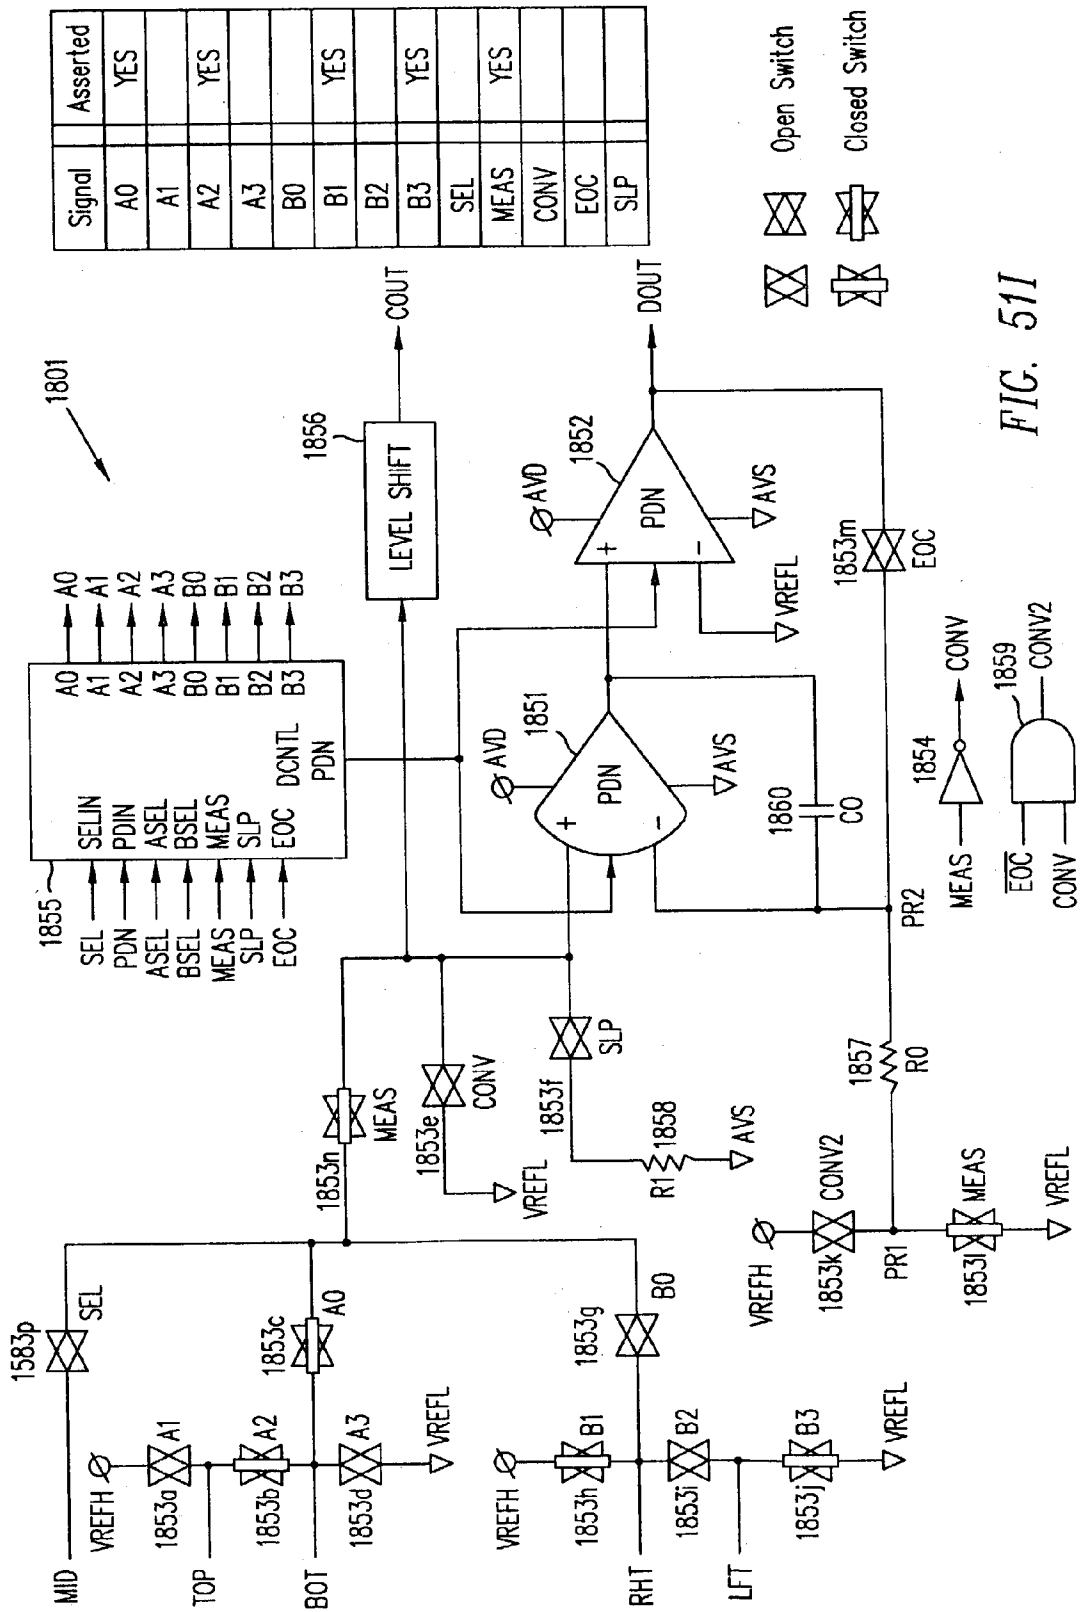 1801
1855
SEL
PDN
ASEL
BSEL
MEAS
SLP
EOC
SELIN
PDIN
ASEL
BSEL
MEAS
SLP
EOC
A0
A1
A2
A3
B0
B1
B2
B3
DCNTL
PDN
A0
A1
A2
A3
B0
B1
B2
B3
1856
LEVEL SHIFT
COUT
Signal Asserted
A0 YES
A1
A2 YES
A3
B0
B1 YES
B2
B3 YES
SEL
MEAS YES
CONV
EOC
SLP
MID
1583p
SEL
VREFH
1853a
A1
TOP
1853b
A2
BOT
1853c
A0
1853d
A3
VREFL
VREFH
1853h
B1
RHT
1853g
B0
1853i
B2
LFT
1853j
B3
VREFL
1853n
MEAS
1853e
CONV
VREFL
1853f
SLP
R1
1858
AVS
AVD
1851
+
PDN
−
AVS
1860
CO
AVD
1852
+
PDN
−
AVS
VREFL
DOUT
1853m
EOC
VREFH
1853k
CONV2
PR1
1853l
MEAS
VREFL
1857
R0
PR2
MEAS
1854
CONV
EOC
CONV
1859
CONV2
Open Switch
Closed Switch
FIG. 51I